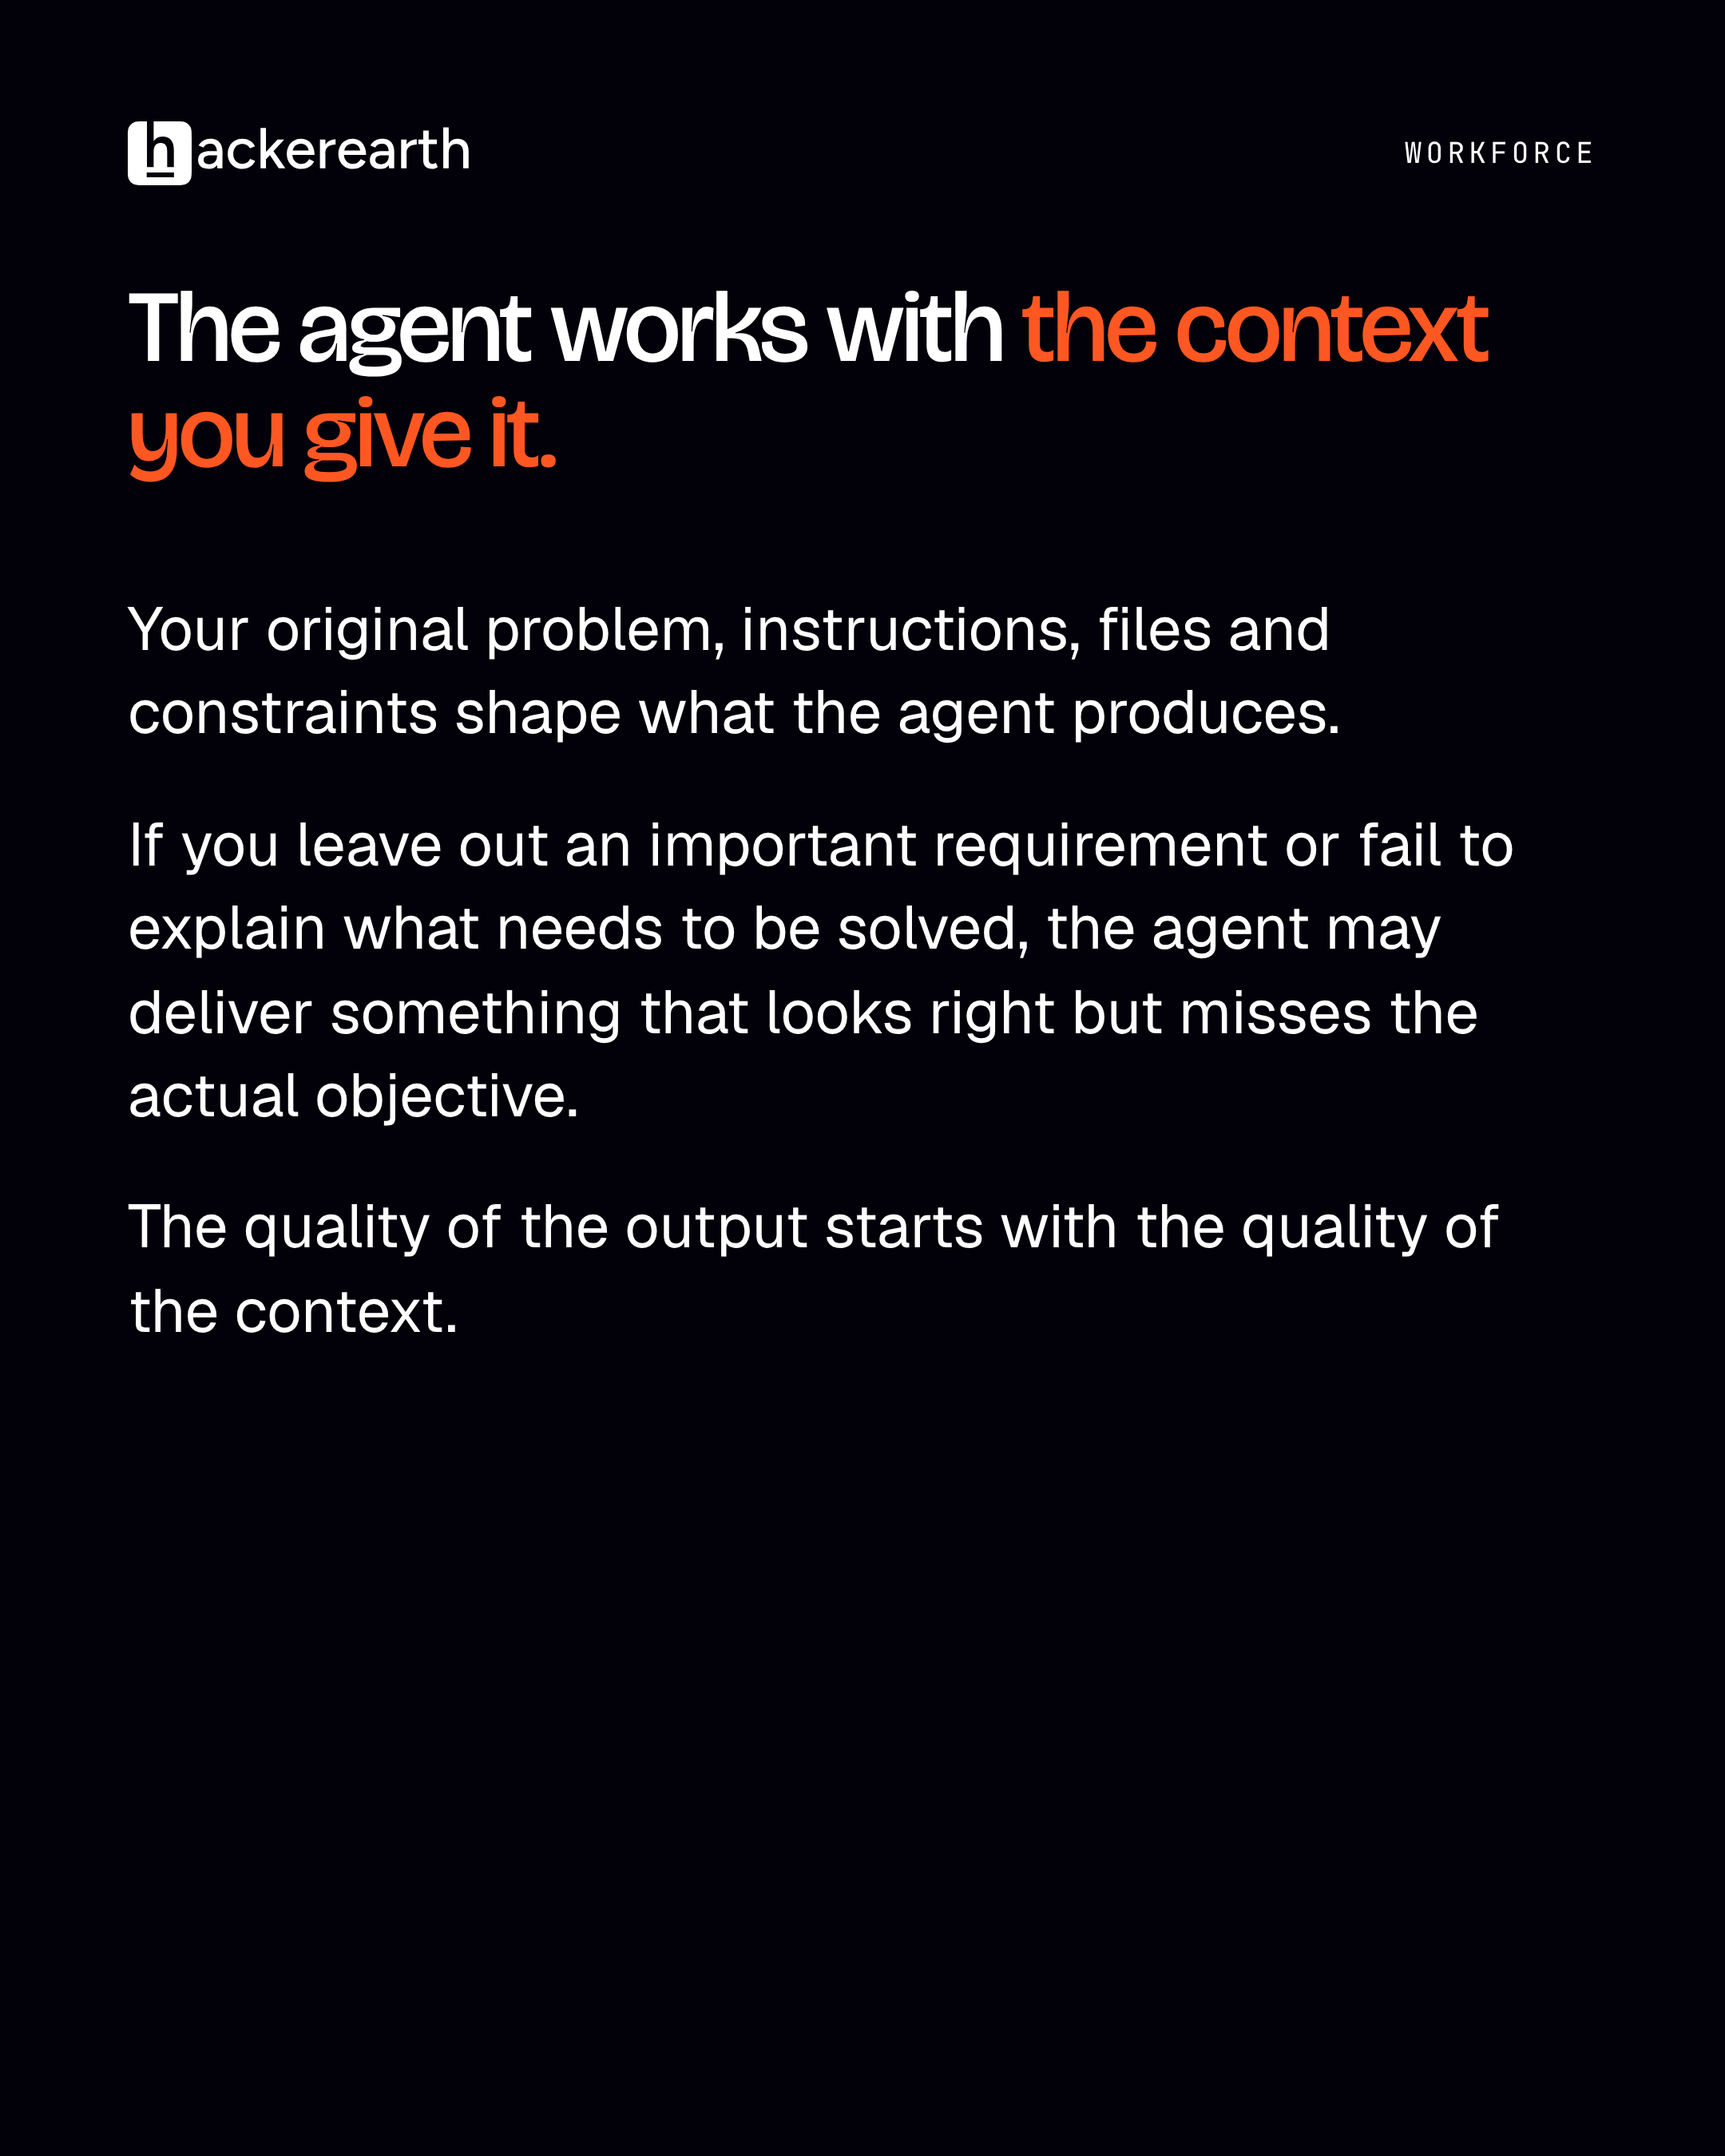 hackerearth
WORKFORCE
The agent works with the context
you give it.
Your original problem, instructions, files and
constraints shape what the agent produces.
If you leave out an important requirement or fail to
explain what needs to be solved, the agent may
deliver something that looks right but misses the
actual objective.
The quality of the output starts with the quality of
the context.